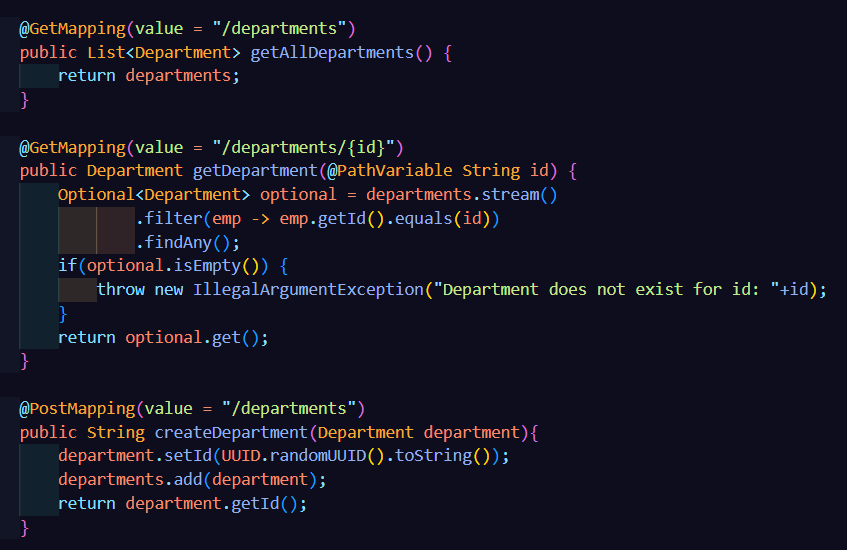 @GetMapping(value = "/departments")
public List<Department> getAllDepartments() {
    return departments;
}

@GetMapping(value = "/departments/{id}")
public Department getDepartment(@PathVariable String id) {
    Optional<Department> optional = departments.stream()
            .filter(emp -> emp.getId().equals(id))
            .findAny();
    if(optional.isEmpty()) {
        throw new IllegalArgumentException("Department does not exist for id: "+id);
    }
    return optional.get();
}

@PostMapping(value = "/departments")
public String createDepartment(Department department){
    department.setId(UUID.randomUUID().toString());
    departments.add(department);
    return department.getId();
}